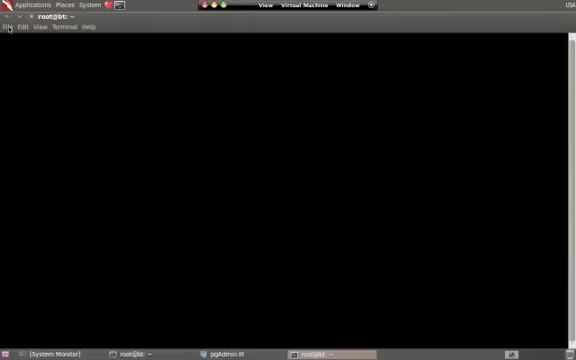 Applications Places System View Virtual Machine Window USA
root@bt: ~
File Edit View Terminal Help
[System Monitor] root@bt: ~ pgAdmin III root@bt: ~